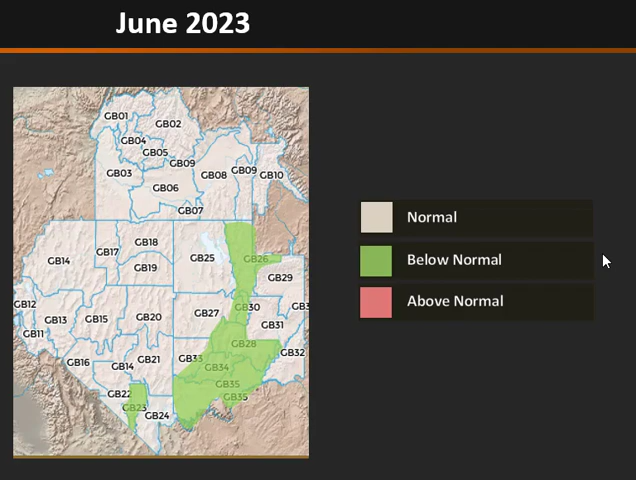 June 2023
GB01
GB02
GB04
GB05
GB09
GB03
GB08
GB09
GB10
GB06
GB07
GB18
GB17
GB25
GB26
GB14
GB19
GB29
GB12
GB30
GB13
GB15
GB20
GB27
GB31
GB11
GB28
GB21
GB33
GB32
GB16
GB14
GB34
GB35
GB22
GB35
GB23
GB24
Normal
Below Normal
Above Normal